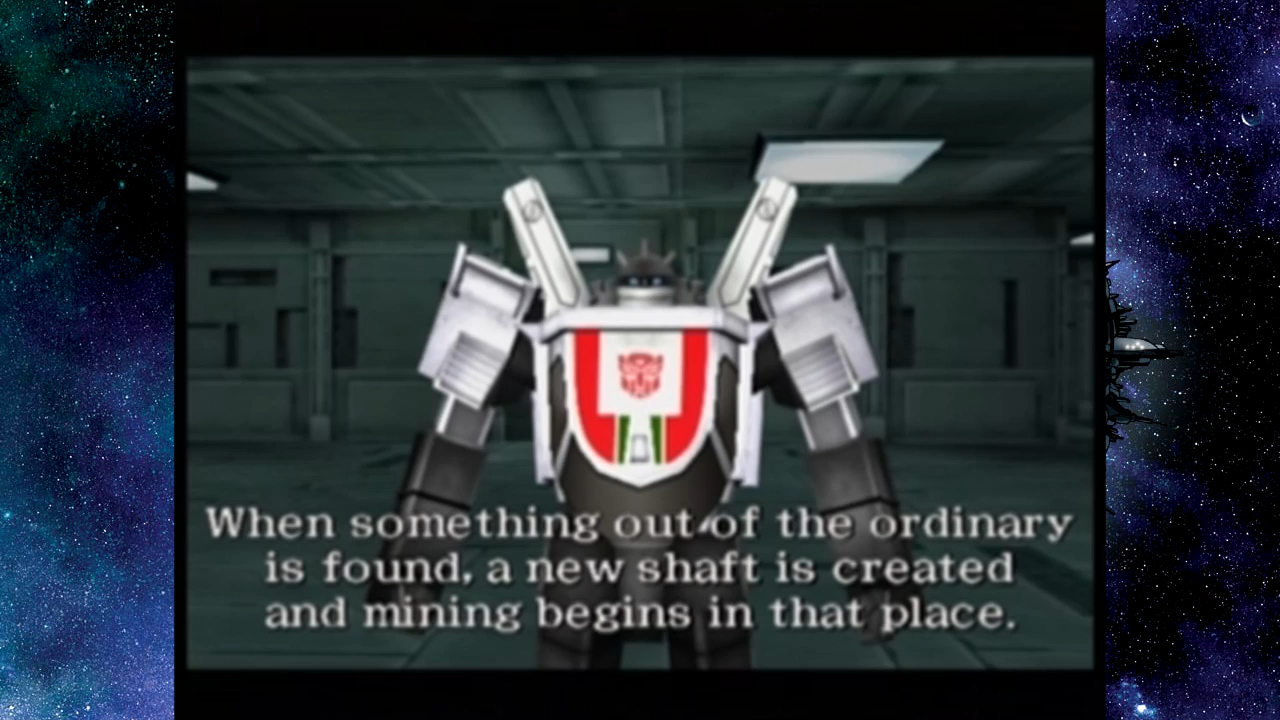 When something out of the ordinary
is found, a new shaft is created
and mining begins in that place.